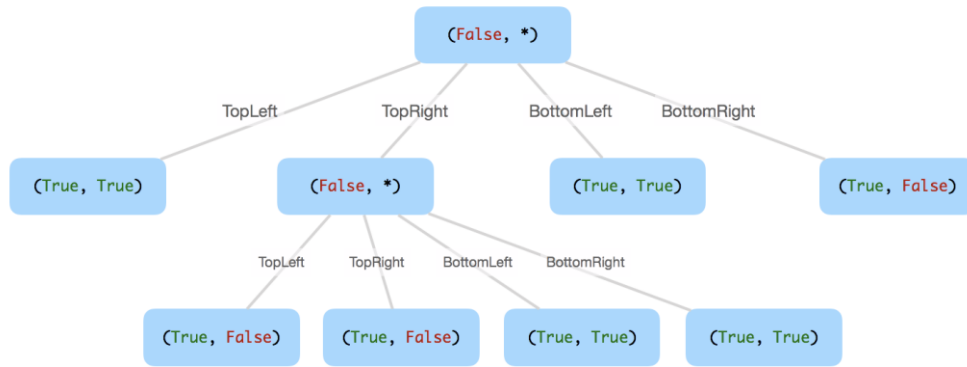 (False, *)
TopLeft TopRight BottomLeft BottomRight
(True, True) (False, *) (True, True) (True, False)
TopLeft TopRight BottomLeft BottomRight
(True, False) (True, False) (True, True) (True, True)